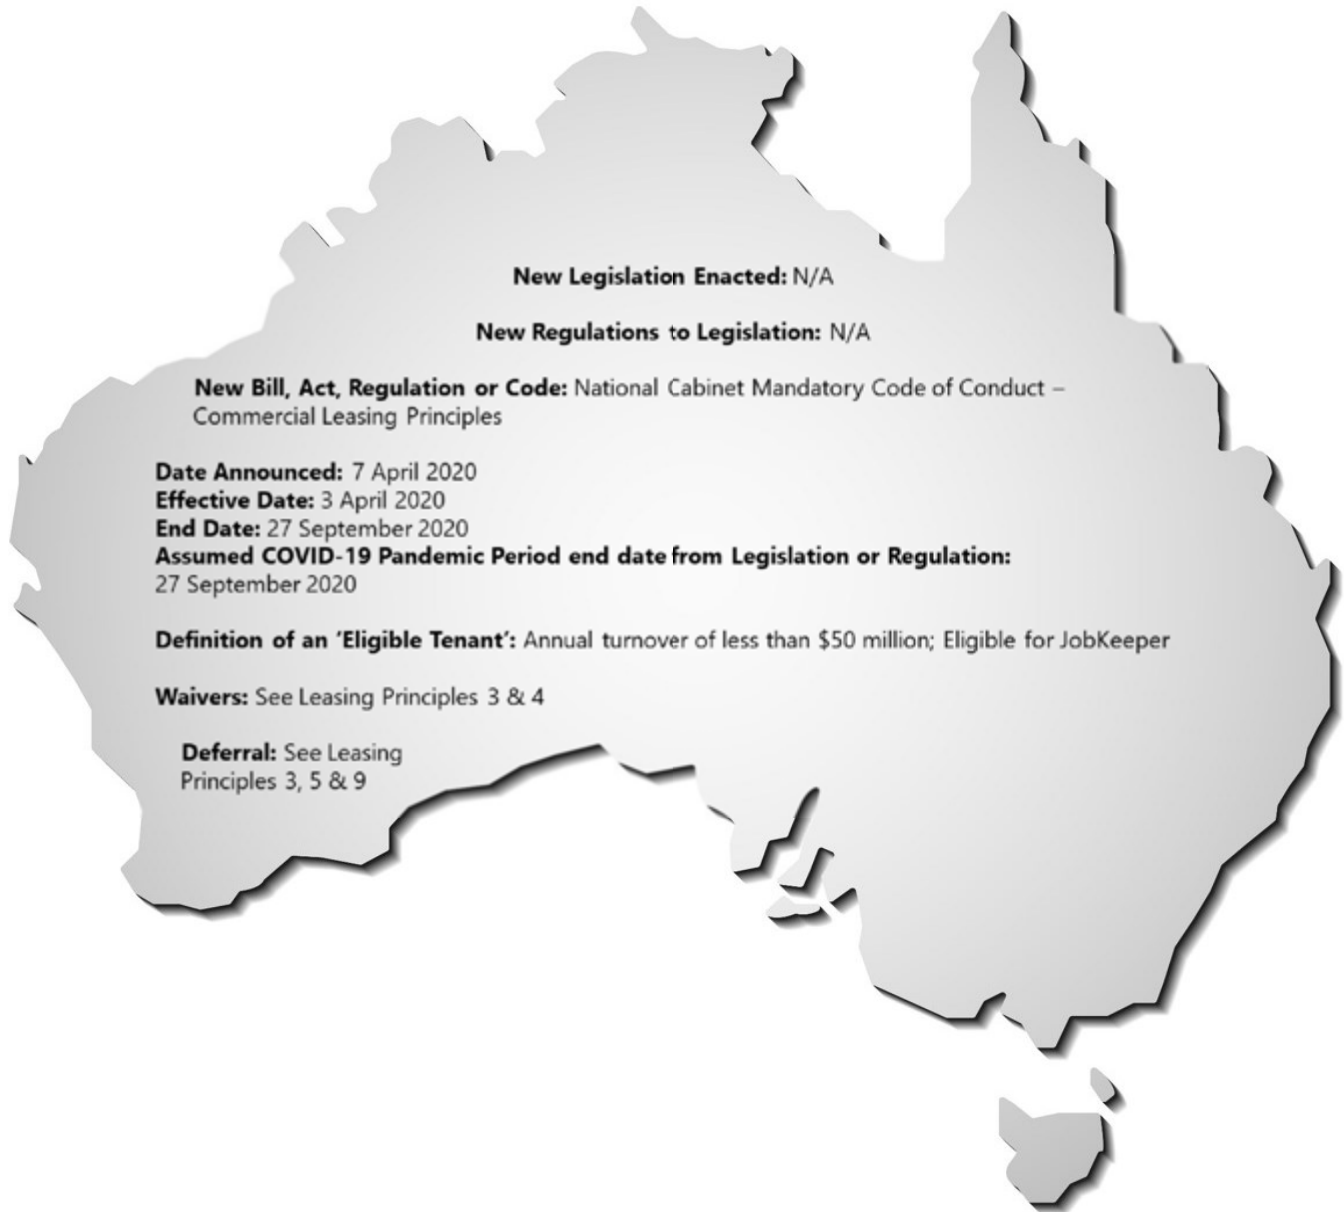 New Legislation Enacted: N/A
New Regulations to Legislation: N/A
New Bill, Act, Regulation or Code: National Cabinet Mandatory Code of Conduct –
Commercial Leasing Principles
Date Announced: 7 April 2020
Effective Date: 3 April 2020
End Date: 27 September 2020
Assumed COVID-19 Pandemic Period end date from Legislation or Regulation:
27 September 2020
Definition of an ‘Eligible Tenant’: Annual turnover of less than $50 million; Eligible for JobKeeper
Waivers: See Leasing Principles 3 & 4
Deferral: See Leasing
Principles 3, 5 & 9